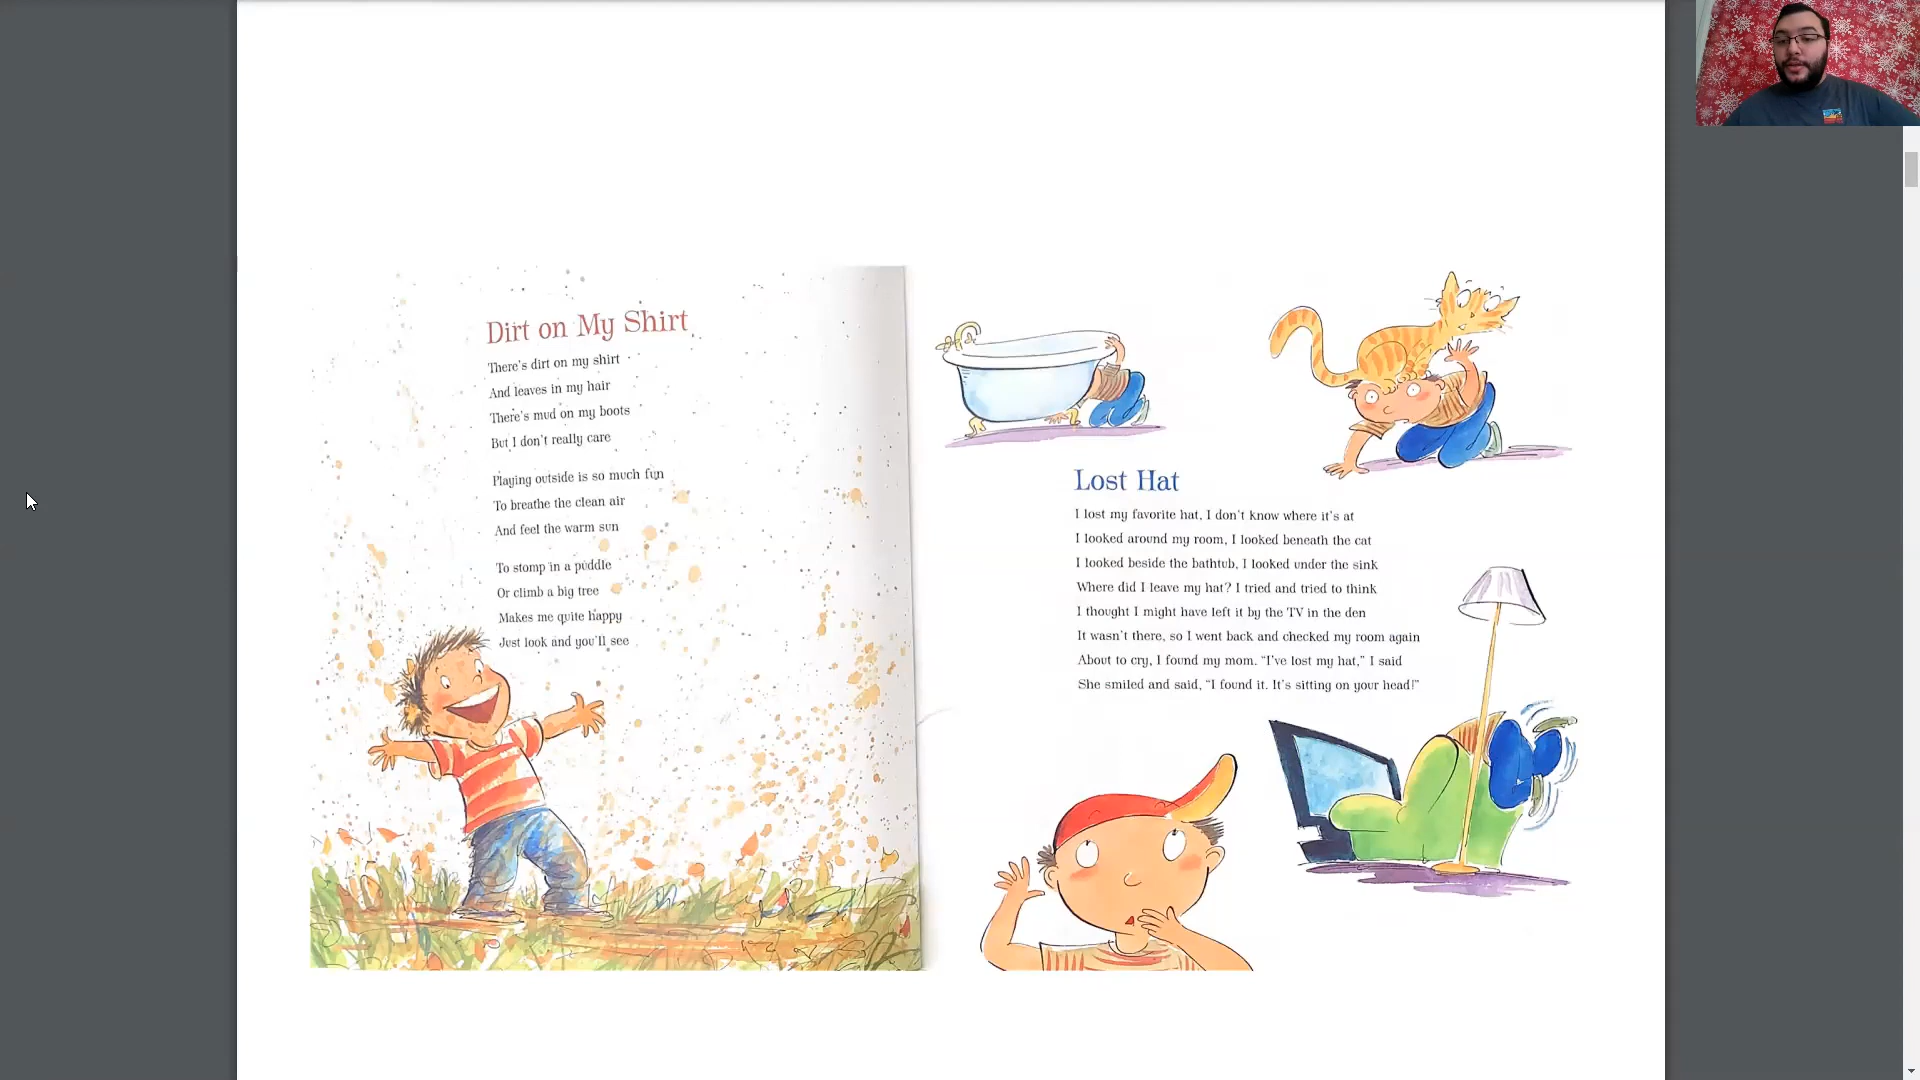 Dirt on My Shirt
There's dirt on my shirt
And leaves in my hair
There's mud on my boots
But I don't really care
Playing outside is so much fun
To breathe the clean air
And feel the warm sun
To stomp in a puddle
Or climb a big tree
Makes me quite happy
Just look and you'll see
Lost Hat
I lost my favorite hat, I don't know where it's at
I looked around my room, I looked beneath the cat
I looked beside the bathtub, I looked under the sink
Where did I leave my hat? I tried and tried to think
I thought I might have left it by the TV in the den
It wasn't there, so I went back and checked my room again
About to cry, I found my mom. “I've lost my hat,” I said
She smiled and said, “I found it. It's sitting on your head!”